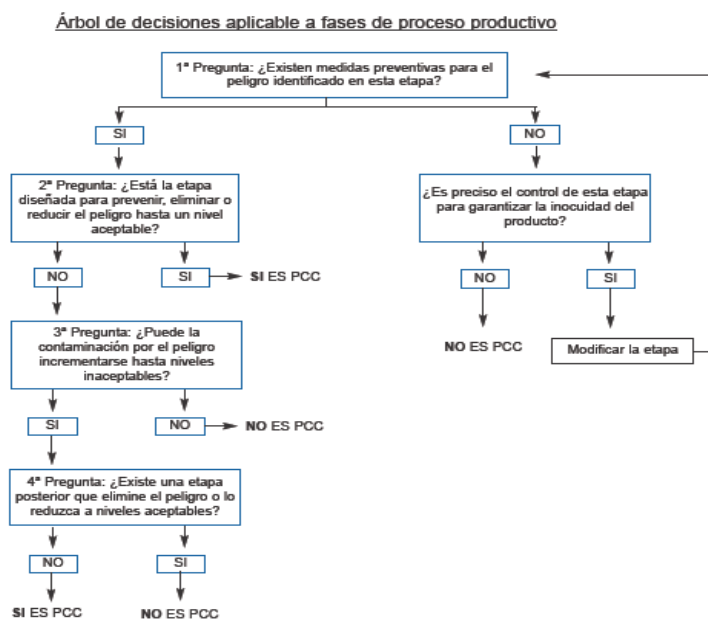 Árbol de decisiones aplicable a fases de proceso productivo
1ª Pregunta: ¿Existen medidas preventivas para el
peligro identificado en esta etapa?
SI
NO
2ª Pregunta: ¿Está la etapa
diseñada para prevenir, eliminar o
reducir el peligro hasta un nivel
aceptable?
¿Es preciso el control de esta etapa
para garantizar la inocuidad del
producto?
NO
SI
SI ES PCC
NO
SI
3ª Pregunta: ¿Puede la
contaminación por el peligro
incrementarse hasta niveles
inaceptables?
NO ES PCC
Modificar la etapa
SI
NO
NO ES PCC
4ª Pregunta: ¿Existe una etapa
posterior que elimine el peligro o lo
reduzca a niveles aceptables?
NO
SI
SI ES PCC
NO ES PCC